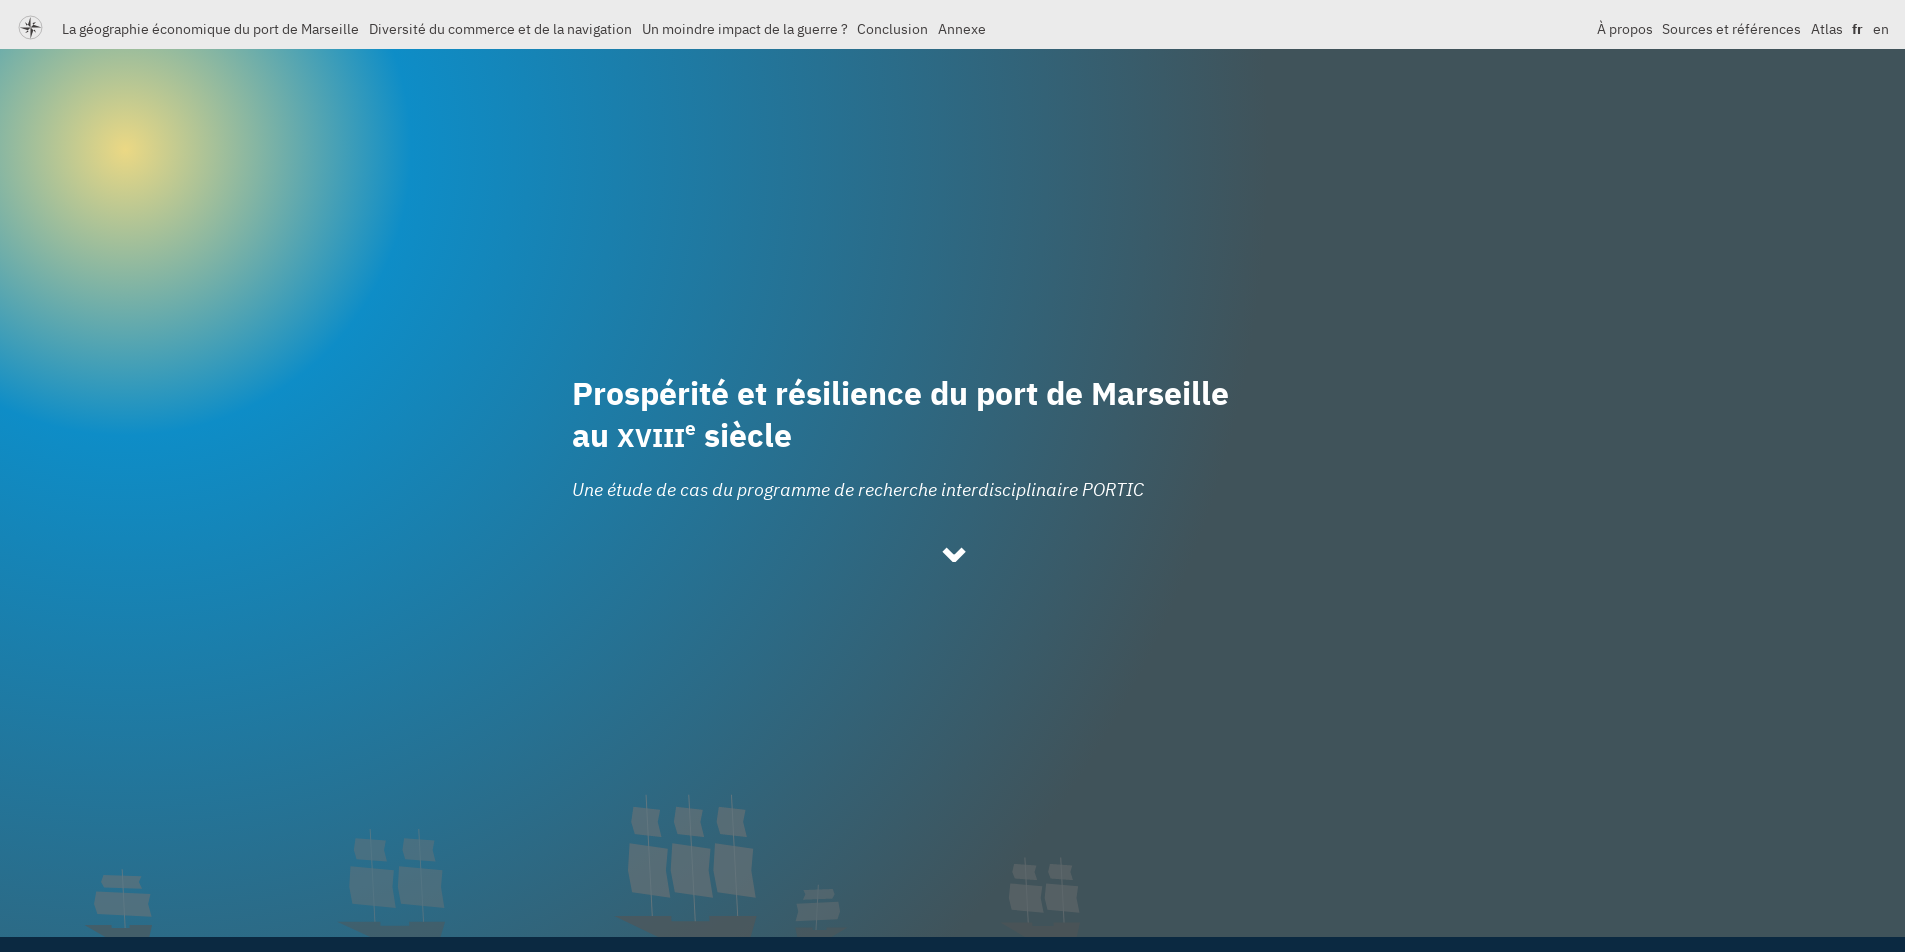 La géographie économique du port de Marseille Diversité du commerce et de la navigation Un moindre impact de la guerre ? Conclusion Annexe À propos Sources et références Atlas fr en
Prospérité et résilience du port de Marseille
au XVIIIe siècle
Une étude de cas du programme de recherche interdisciplinaire PORTIC